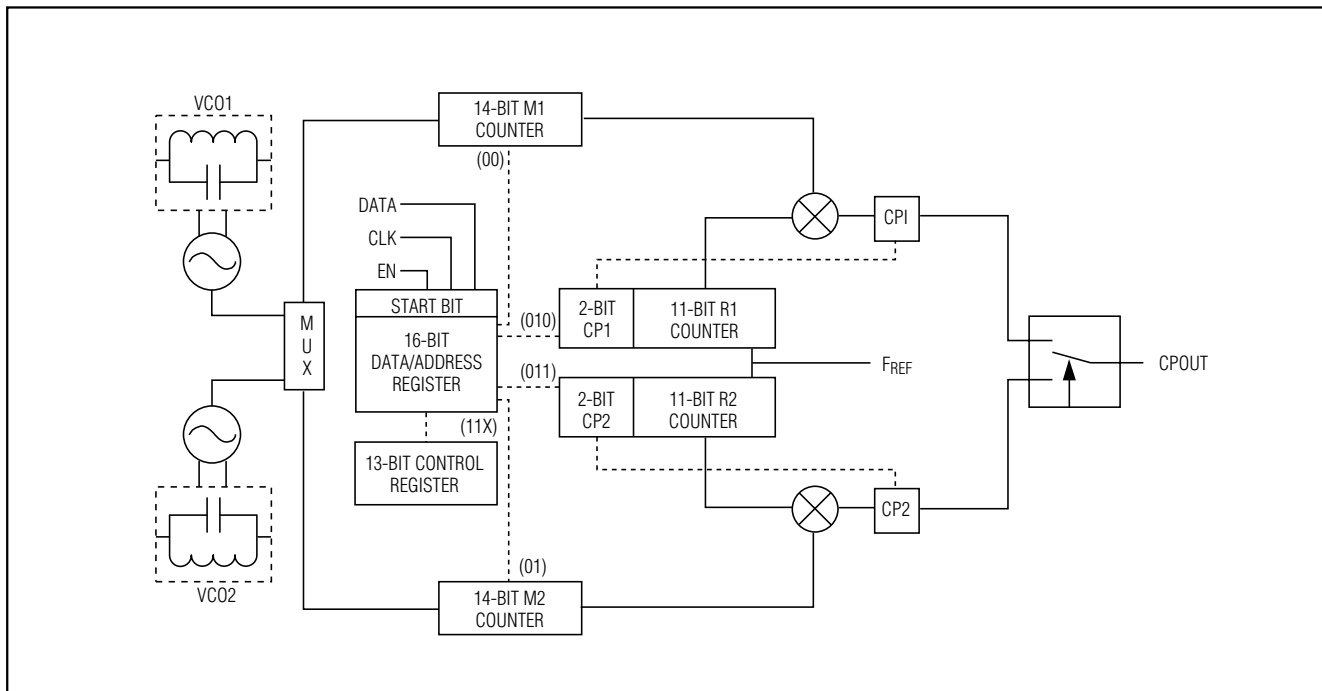 VCO1
14-BIT M1
COUNTER
(00)
DATA
CLK
EN
CP1
START BIT
M
U
X
16-BIT
DATA/ADDRESS
REGISTER
(010)
2-BIT
CP1
11-BIT R1
COUNTER
FREF
CPOUT
(011)
2-BIT
CP2
11-BIT R2
COUNTER
(11X)
13-BIT CONTROL
REGISTER
CP2
(01)
14-BIT M2
COUNTER
VCO2